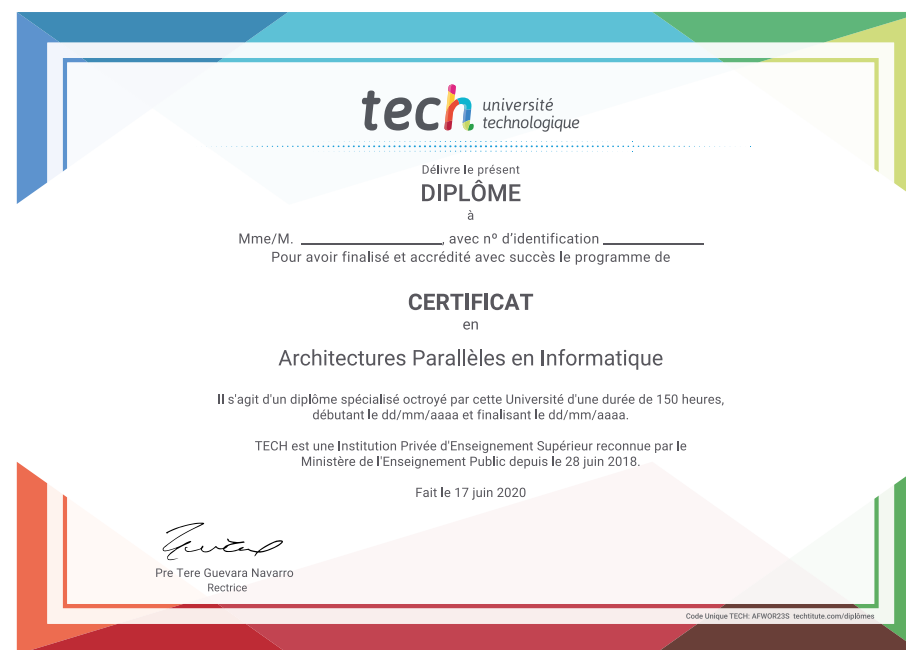 tech université
technologique
Délivre le présent
DIPLÔME
à
Mme/M. ____________________, avec nº d'identification ______________
Pour avoir finalisé et accrédité avec succès le programme de
CERTIFICAT
en
Architectures Parallèles en Informatique
Il s'agit d'un diplôme spécialisé octroyé par cette Université d'une durée de 150 heures,
débutant le dd/mm/aaaa et finalisant le dd/mm/aaaa.
TECH est une Institution Privée d'Enseignement Supérieur reconnue par le
Ministère de l'Enseignement Public depuis le 28 juin 2018.
Fait le 17 juin 2020
Pre Tere Guevara Navarro
Rectrice
Code Unique TECH: AFWOR23S techtitute.com/diplômes